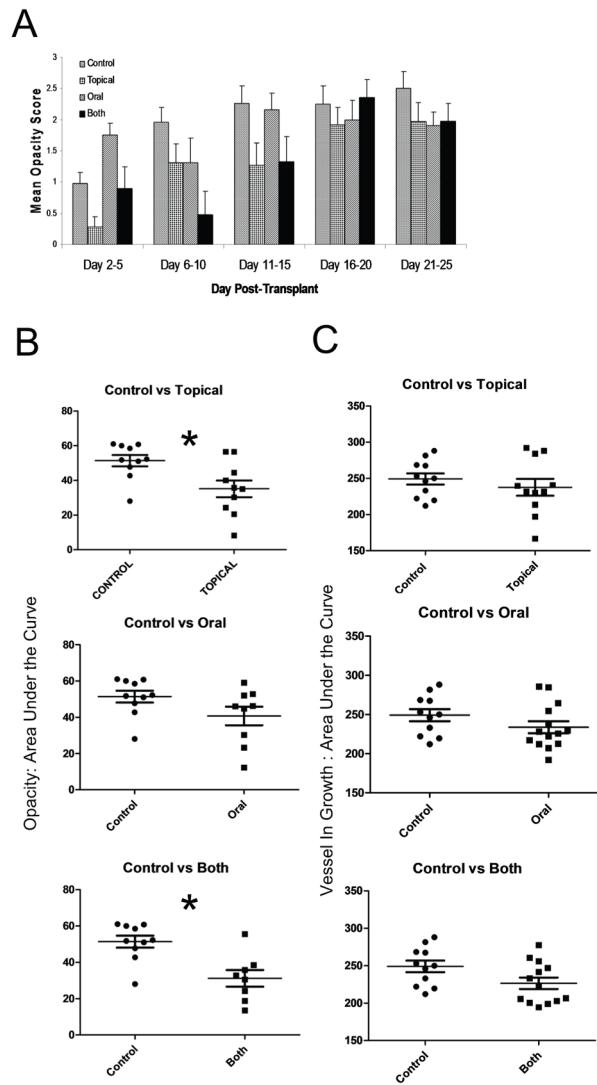 A
3
2.5
2
1.5
1
0.5
0
Mean Opacity Score
Control
Topical
Oral
Both
Day 2-5
Day 6-10
Day 11-15
Day 16-20
Day 21-25
Day Post-Transplant
B
C
Opacity: Area Under the Curve
Control vs Topical
80
60
40
20
0
*
CONTROL
TOPICAL
Control vs Oral
80
60
40
20
0
Control
Oral
Control vs Both
80
60
40
20
0
*
Control
Both
Vessel In Growth : Area Under the Curve
Control vs Topical
350
300
250
200
150
Control
Topical
Control vs Oral
350
300
250
200
150
Control
Oral
Control vs Both
350
300
250
200
150
Control
Both